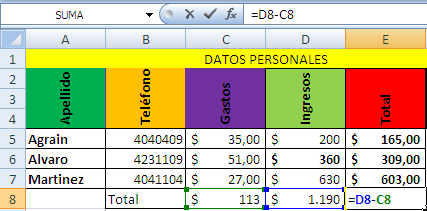 SUMA =D8-C8
A B C D E
1 DATOS PERSONALES
2
3
4
Apellido Teléfono Gastos Ingresos Total
5 Agrain 4040409 $ 35,00 $ 200 $ 165,00
6 Alvaro 4231109 $ 51,00 $ 360 $ 309,00
7 Martinez 4041104 $ 27,00 $ 630 $ 603,00
8 Total $ 113 $ 1.190 =D8-C8